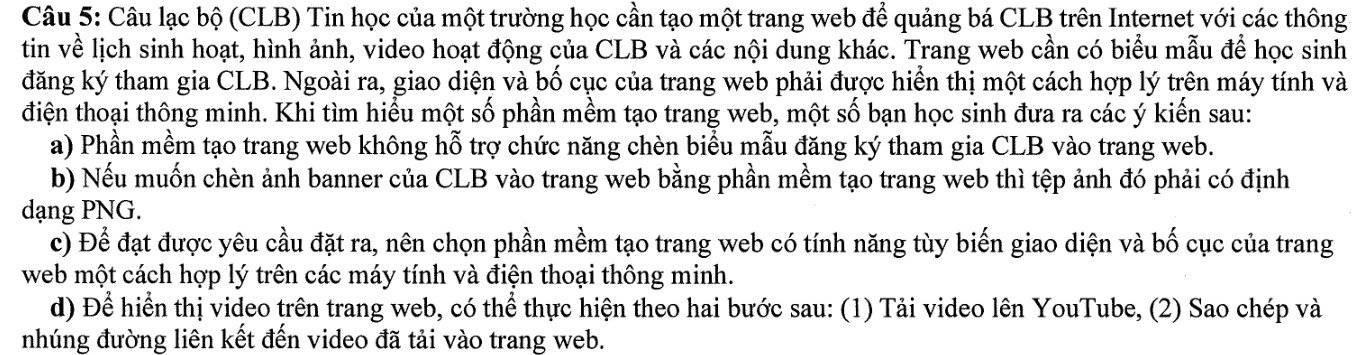 Câu 5: Câu lạc bộ (CLB) Tin học của một trường học cần tạo một trang web để quảng bá CLB trên Internet với các thông
tin về lịch sinh hoạt, hình ảnh, video hoạt động của CLB và các nội dung khác. Trang web cần có biểu mẫu để học sinh
đăng ký tham gia CLB. Ngoài ra, giao diện và bố cục của trang web phải được hiển thị một cách hợp lý trên máy tính và
điện thoại thông minh. Khi tìm hiểu một số phần mềm tạo trang web, một số bạn học sinh đưa ra các ý kiến sau:
a) Phần mềm tạo trang web không hỗ trợ chức năng chèn biểu mẫu đăng ký tham gia CLB vào trang web.
b) Nếu muốn chèn ảnh banner của CLB vào trang web bằng phần mềm tạo trang web thì tệp ảnh đó phải có định
dạng PNG.
c) Để đạt được yêu cầu đặt ra, nên chọn phần mềm tạo trang web có tính năng tùy biến giao diện và bố cục của trang
web một cách hợp lý trên các máy tính và điện thoại thông minh.
d) Để hiển thị video trên trang web, có thể thực hiện theo hai bước sau: (1) Tải video lên YouTube, (2) Sao chép và
nhúng đường liên kết đến video đã tải vào trang web.